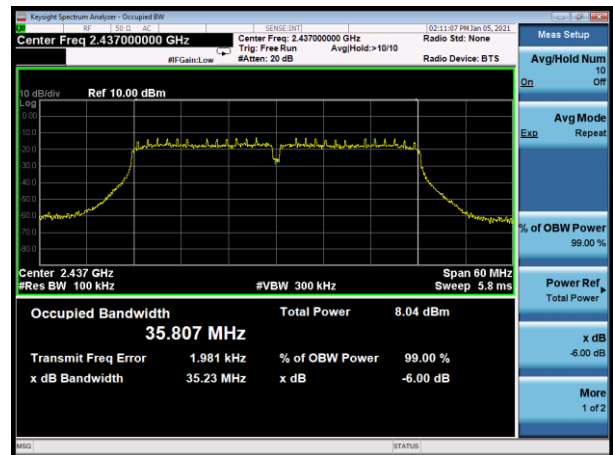 Keysight Spectrum Analyzer - Occupied BW
RF 50 Ω AC SENSE:INT 02:11:07 PM Jan 05, 2021
Center Freq 2.437000000 GHz
Center Freq: 2.437000000 GHz Radio Std: None
Trig: Free Run Avg|Hold:>10/10
#IFGain:Low #Atten: 20 dB Radio Device: BTS
10 dB/div Ref 10.00 dBm
Log
0.00
-10.0
-20.0
-30.0
-40.0
-50.0
-60.0
-70.0
-80.0
Center 2.437 GHz Span 60 MHz
#Res BW 100 kHz #VBW 300 kHz Sweep 5.8 ms
Occupied Bandwidth Total Power 8.04 dBm
35.807 MHz
Transmit Freq Error 1.981 kHz % of OBW Power 99.00 %
x dB Bandwidth 35.23 MHz x dB -6.00 dB
MSG STATUS
Meas Setup
Avg/Hold Num
10
On Off
Avg Mode
Exp Repeat
% of OBW Power
99.00 %
Power Ref
Total Power
x dB
-6.00 dB
More
1 of 2